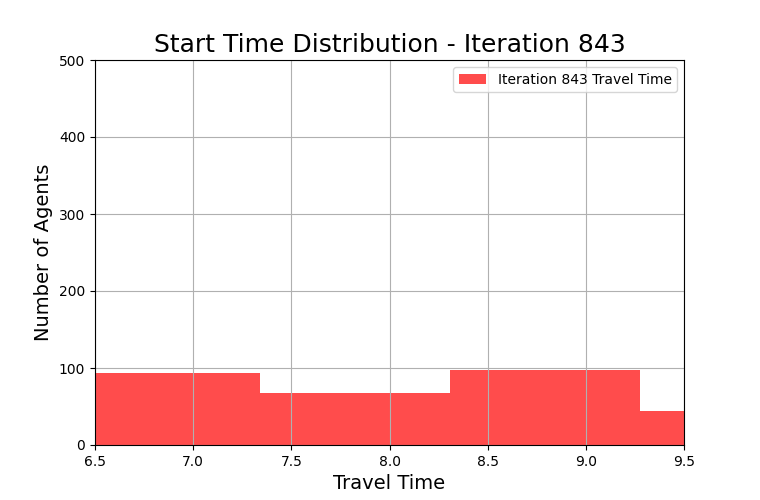 Start Time Distribution - Iteration 843
Iteration 843 Travel Time
Number of Agents
500
400
300
200
100
0
6.5 7.0 7.5 8.0 8.5 9.0 9.5
Travel Time